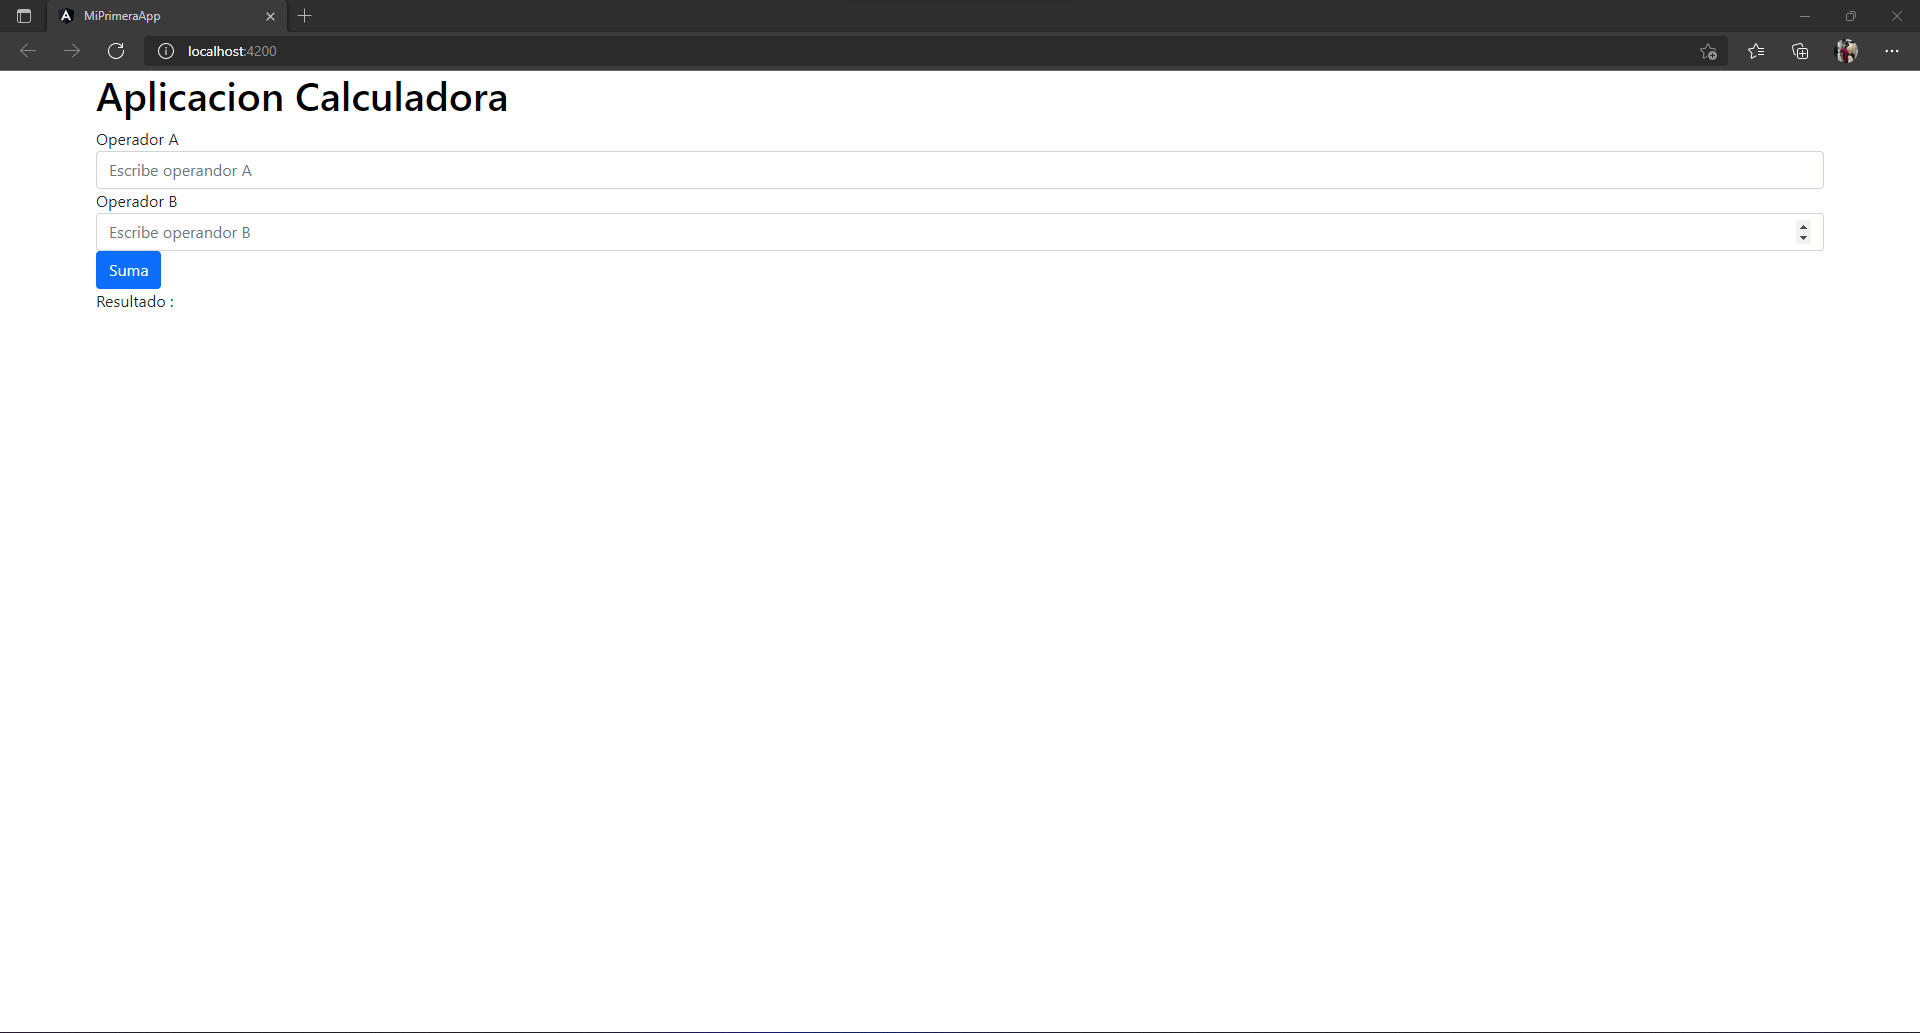 MiPrimeraApp
localhost:4200
Aplicacion Calculadora
Operador A
Escribe operandor A
Operador B
Escribe operandor B
Suma
Resultado :